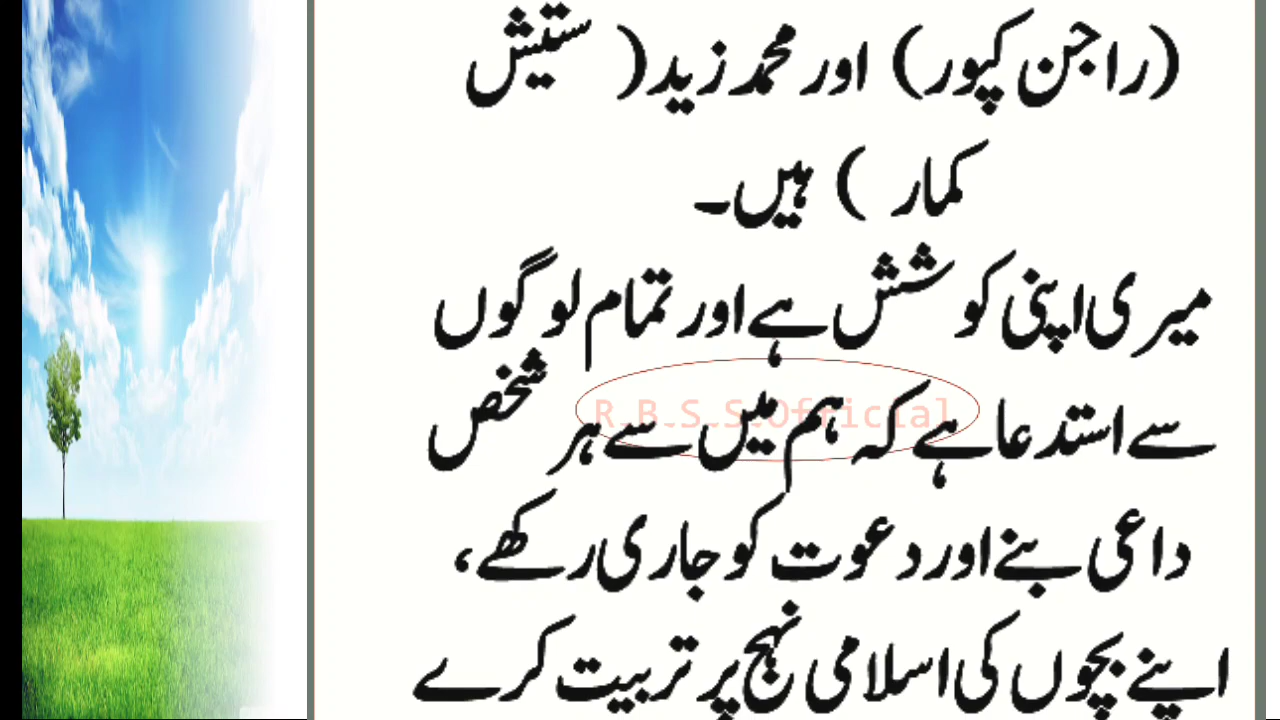 (راجن کپور) اور محمد زید( ستیش
کمار ) ہیں۔
میری اپنی کوشش ہے اور تمام لوگوں
سے استدعا ہے کہ ہم میں سے ہر شخص
R.B.S.S.Official
داعی بنے اور دعوت کو جاری رکھے،
اپنے بچوں کی اسلامی نہج پر تربیت کرے